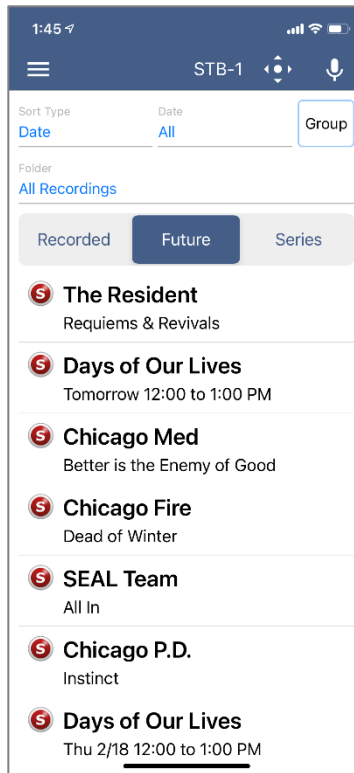 1:45
STB-1
Sort Type
Date
Date
All
Group
Folder
All Recordings
Recorded
Future
Series
S The Resident
Requiems & Revivals
S Days of Our Lives
Tomorrow 12:00 to 1:00 PM
S Chicago Med
Better is the Enemy of Good
S Chicago Fire
Dead of Winter
S SEAL Team
All In
S Chicago P.D.
Instinct
S Days of Our Lives
Thu 2/18 12:00 to 1:00 PM